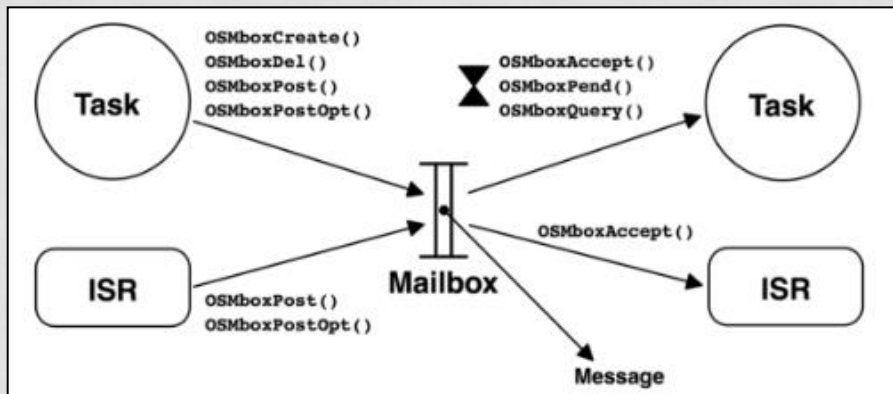 Task
OSMboxCreate()
OSMboxDel()
OSMboxPost()
OSMboxPostOpt()
OSMboxAccept()
OSMboxPend()
OSMboxQuery()
Task
ISR
OSMboxPost()
OSMboxPostOpt()
Mailbox
OSMboxAccept()
ISR
Message